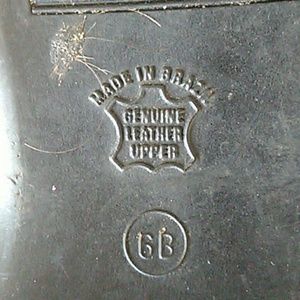 MADE IN BRAZIL
GENUINE
LEATHER
UPPER
6B